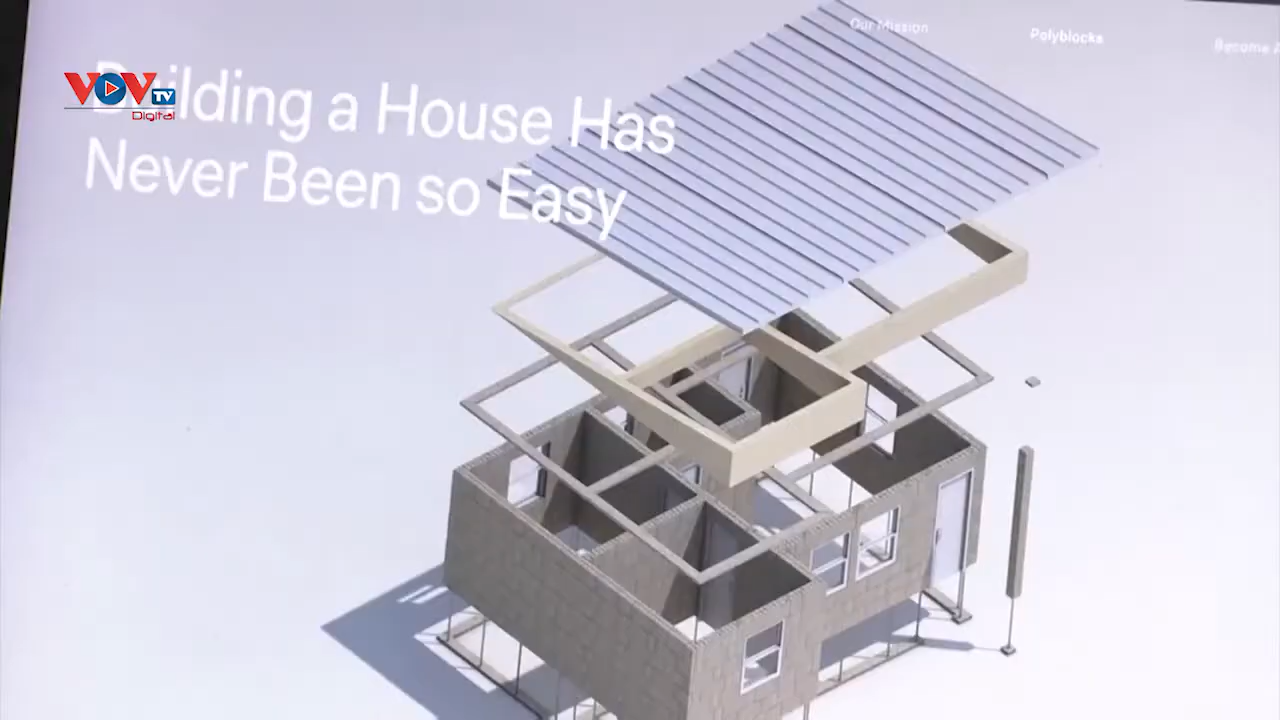 Our Mission
Polyblocks
Become
VOV TV
Digital
Building a House Has
Never Been so Easy